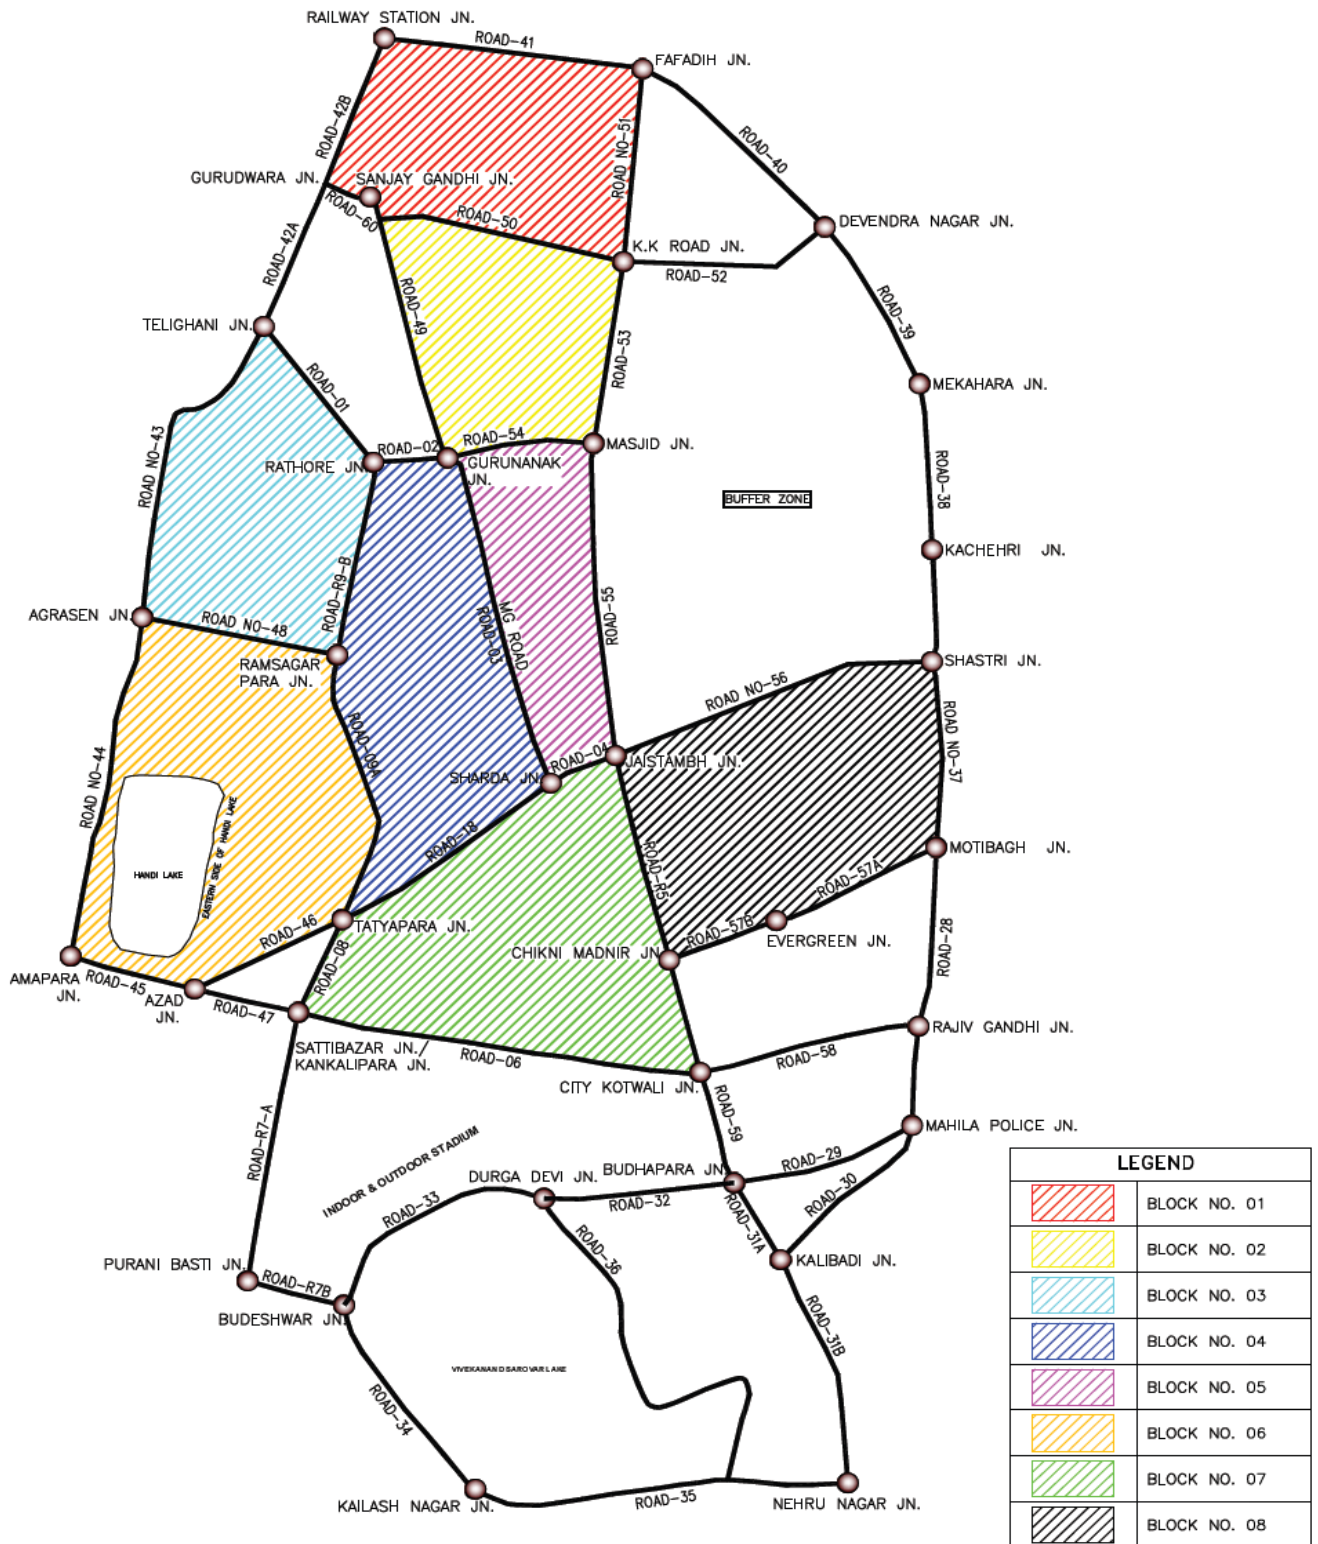 RAILWAY STATION JN.
ROAD-41
FAFADIH JN.
ROAD-42B
ROAD NO-51
ROAD-40
GURUDWARA JN.
SANJAY GANDHI JN.
ROAD-60
ROAD-50
DEVENDRA NAGAR JN.
K.K ROAD JN.
ROAD-52
ROAD-42A
ROAD-49
ROAD-39
TELIGHANI JN.
ROAD-53
ROAD-01
MEKAHARA JN.
ROAD-02
ROAD-54
MASJID JN.
RATHORE JN.
GURUNANAK
JN.
ROAD NO-43
BUFFER ZONE
ROAD-38
KACHEHRI JN.
ROAD-R9-B
ROAD-55
MG ROAD
ROAD-03
AGRASEN JN.
ROAD NO-48
RAMSAGAR
PARA JN.
SHASTRI JN.
ROAD NO-56
ROAD NO-37
ROAD-09A
ROAD-04
JAISTAMBH JN.
SHARDA JN.
ROAD NO-44
EASTERN SIDE OF HANDI LAKE
HANDI LAKE
ROAD-18
ROAD-R5
MOTIBAGH JN.
ROAD-57A
ROAD-46
TATYAPARA JN.
ROAD-57B
EVERGREEN JN.
ROAD-28
CHIKNI MADNIR JN.
ROAD-08
AMAPARA
JN.
ROAD-45
AZAD
JN.
ROAD-47
RAJIV GANDHI JN.
SATTIBAZAR JN./
KANKALIPARA JN.
ROAD-06
ROAD-58
CITY KOTWALI JN.
ROAD-59
ROAD-R7-A
MAHILA POLICE JN.
INDOOR & OUTDOOR STADIUM
DURGA DEVI JN.
BUDHAPARA JN.
ROAD-29
ROAD-33
ROAD-32
ROAD-31A
ROAD-30
ROAD-36
PURANI BASTI JN.
ROAD-R7B
KALIBADI JN.
BUDESHWAR JN.
ROAD-31B
VIVEKANAND SAROVAR LAKE
ROAD-34
KAILASH NAGAR JN.
ROAD-35
NEHRU NAGAR JN.
LEGEND
BLOCK NO. 01
BLOCK NO. 02
BLOCK NO. 03
BLOCK NO. 04
BLOCK NO. 05
BLOCK NO. 06
BLOCK NO. 07
BLOCK NO. 08